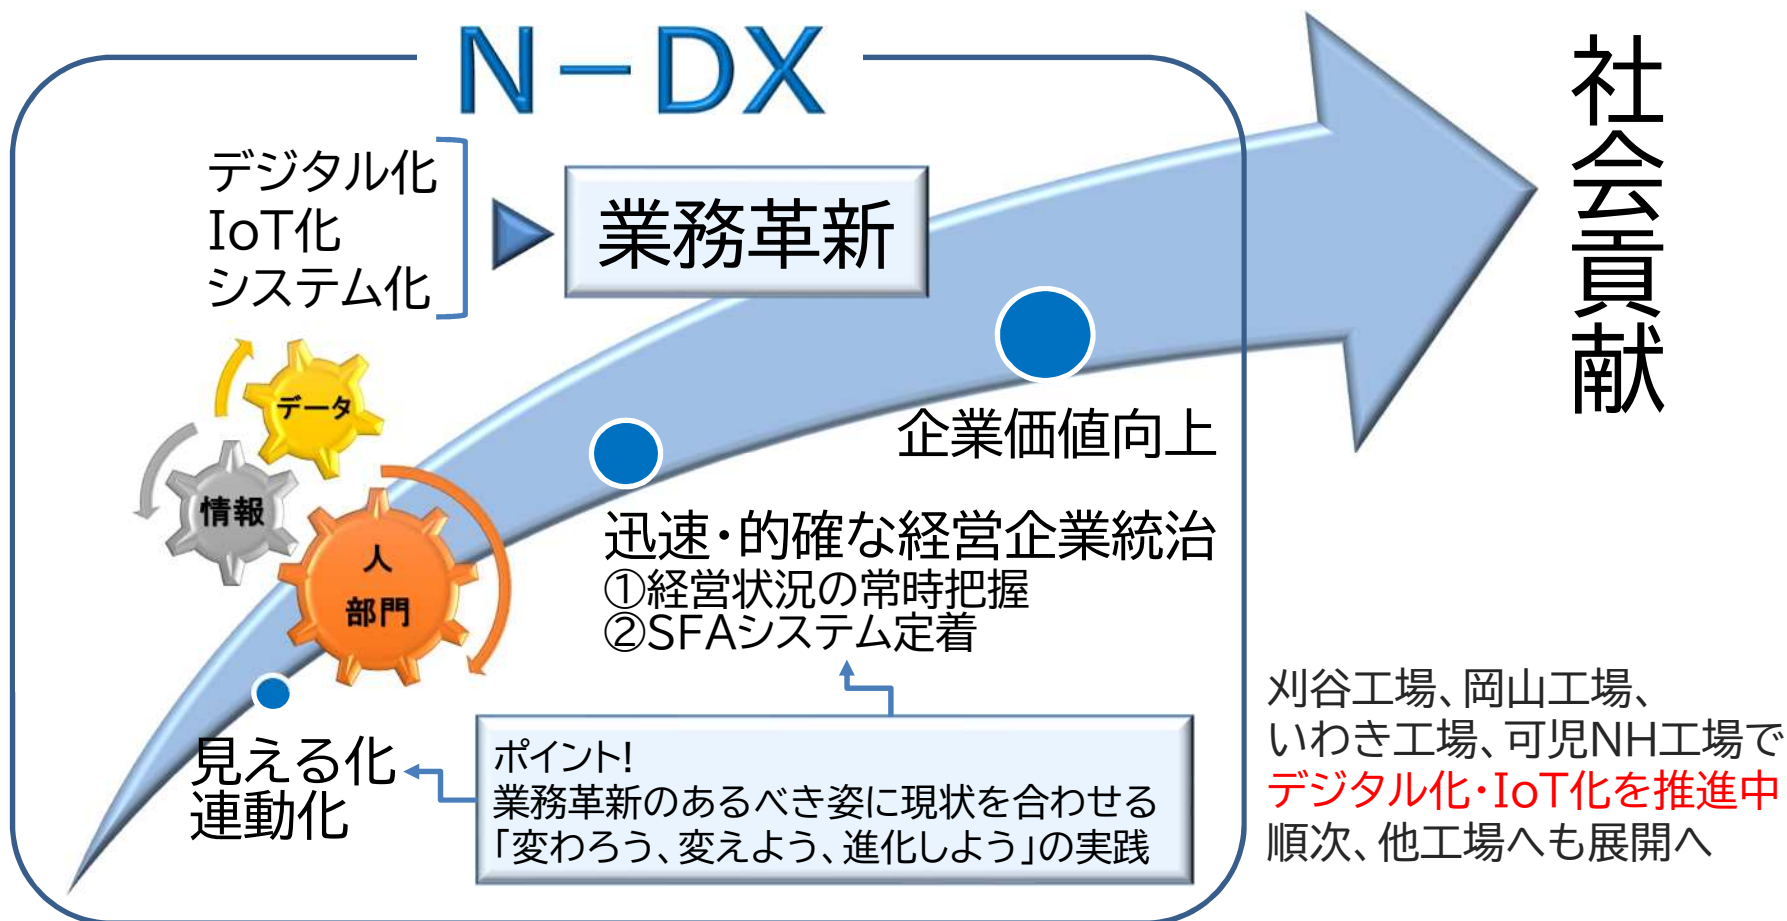 N－DX
デジタル化
IoT化
システム化
業務革新
社会貢献
データ
情報
人
部門
企業価値向上
迅速・的確な経営企業統治
①経営状況の常時把握
②SFAシステム定着
見える化
連動化
ポイント!
業務革新のあるべき姿に現状を合わせる
「変わろう、変えよう、進化しよう」の実践
刈谷工場、岡山工場、
いわき工場、可児NH工場で
デジタル化・IoT化を推進中
順次、他工場へも展開へ